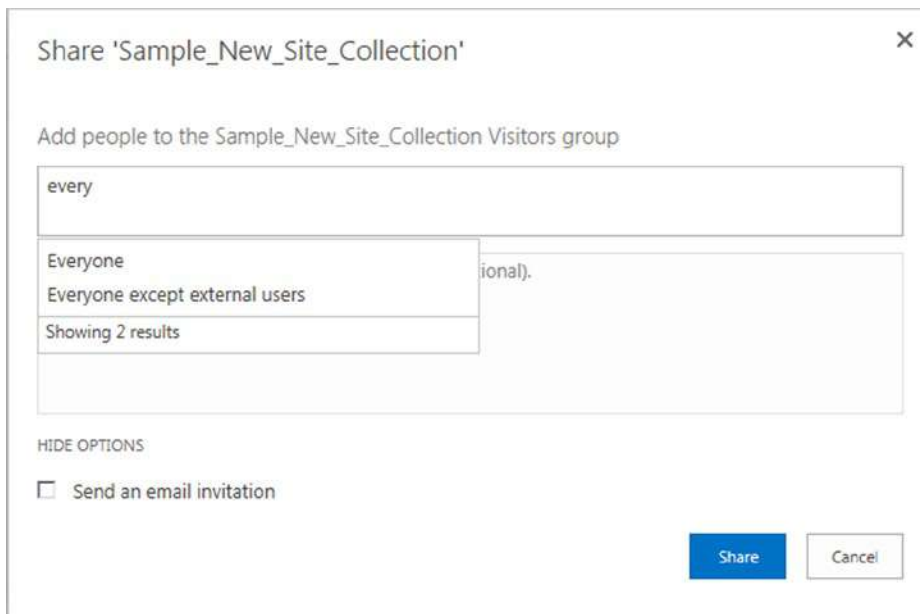 Share 'Sample_New_Site_Collection'
Add people to the Sample_New_Site_Collection Visitors group
every
Everyone
ional).
Everyone except external users
Showing 2 results
HIDE OPTIONS
Send an email invitation
Share
Cancel